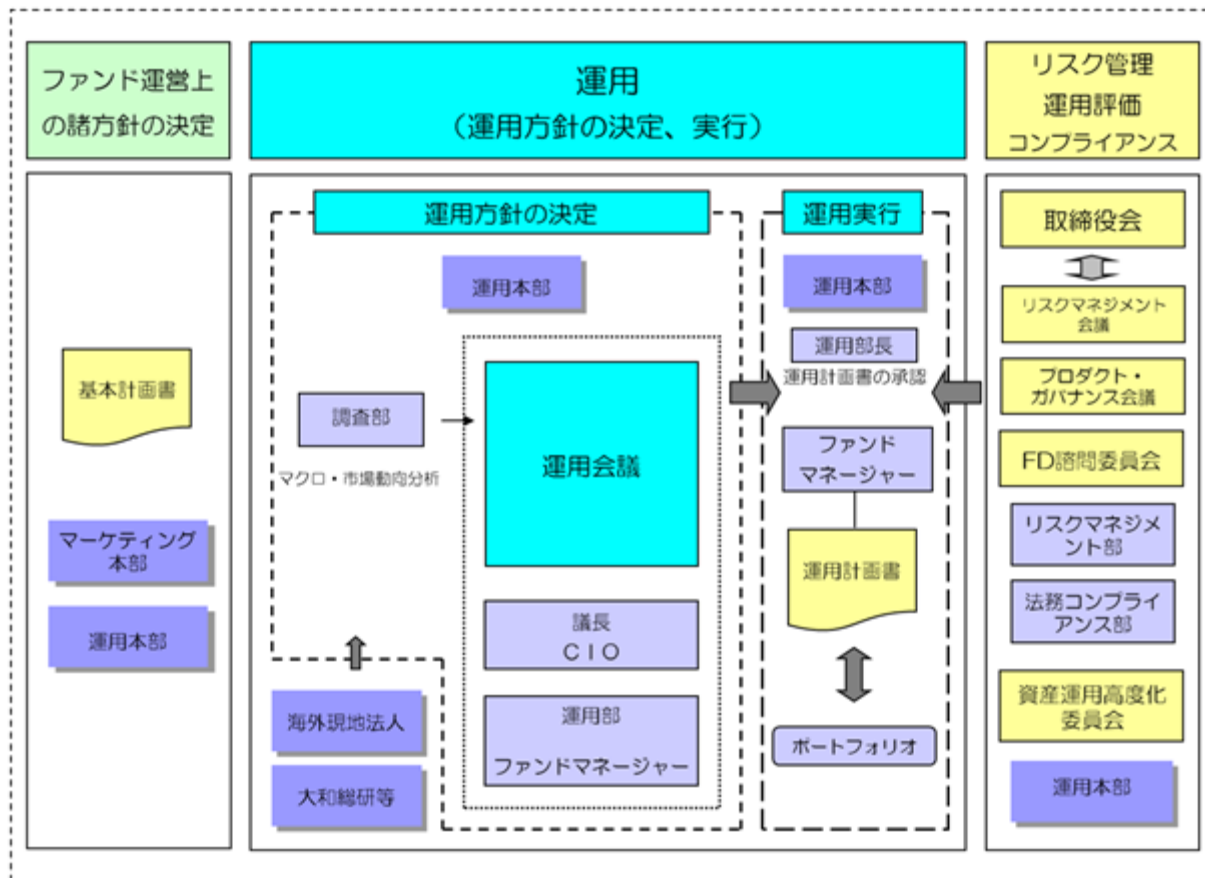 ファンド運営上
の諸方針の決定
運用
（運用方針の決定、実行）
リスク管理
運用評価
コンプライアンス
基本計画書
マーケティング
本部
運用本部
運用方針の決定
運用本部
調査部
マクロ・市場動向分析
運用会議
議長
ＣＩＯ
運用部
ファンドマネージャー
海外現地法人
大和総研等
運用実行
運用本部
運用部長
運用計画書の承認
ファンド
マネージャー
運用計画書
ポートフォリオ
取締役会
リスクマネジメント
会議
プロダクト・
ガバナンス会議
FD諮問委員会
リスクマネジメ
ント部
法務コンプライ
アンス部
資産運用高度化
委員会
運用本部